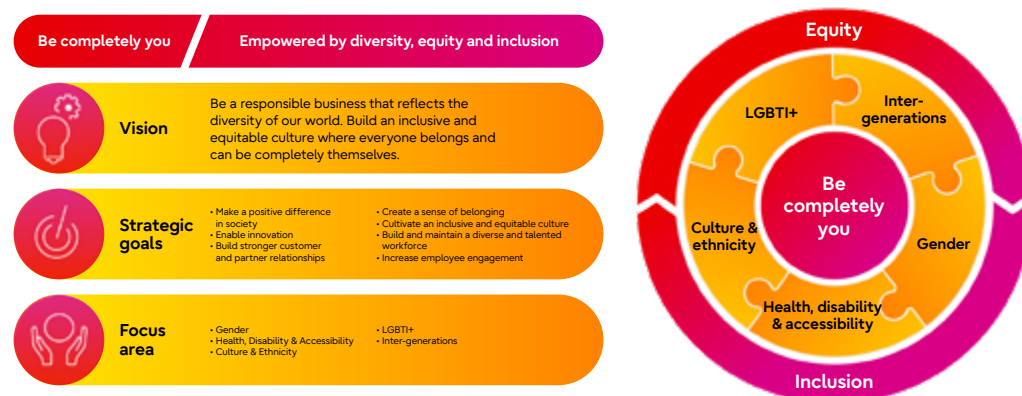 Be completely you
Empowered by diversity, equity and inclusion
Vision
Be a responsible business that reflects the
diversity of our world. Build an inclusive and
equitable culture where everyone belongs and
can be completely themselves.
Strategic
goals
• Make a positive difference
in society
• Enable innovation
• Build stronger customer
and partner relationships
• Create a sense of belonging
• Cultivate an inclusive and equitable culture
• Build and maintain a diverse and talented
workforce
• Increase employee engagement
Focus
area
• Gender
• Health, Disability & Accessibility
• Culture & Ethnicity
• LGBTI+
• Inter-generations
Equity
LGBTI+
Inter-
generations
Be
completely
you
Culture &
ethnicity
Gender
Health, disability
& accessibility
Inclusion